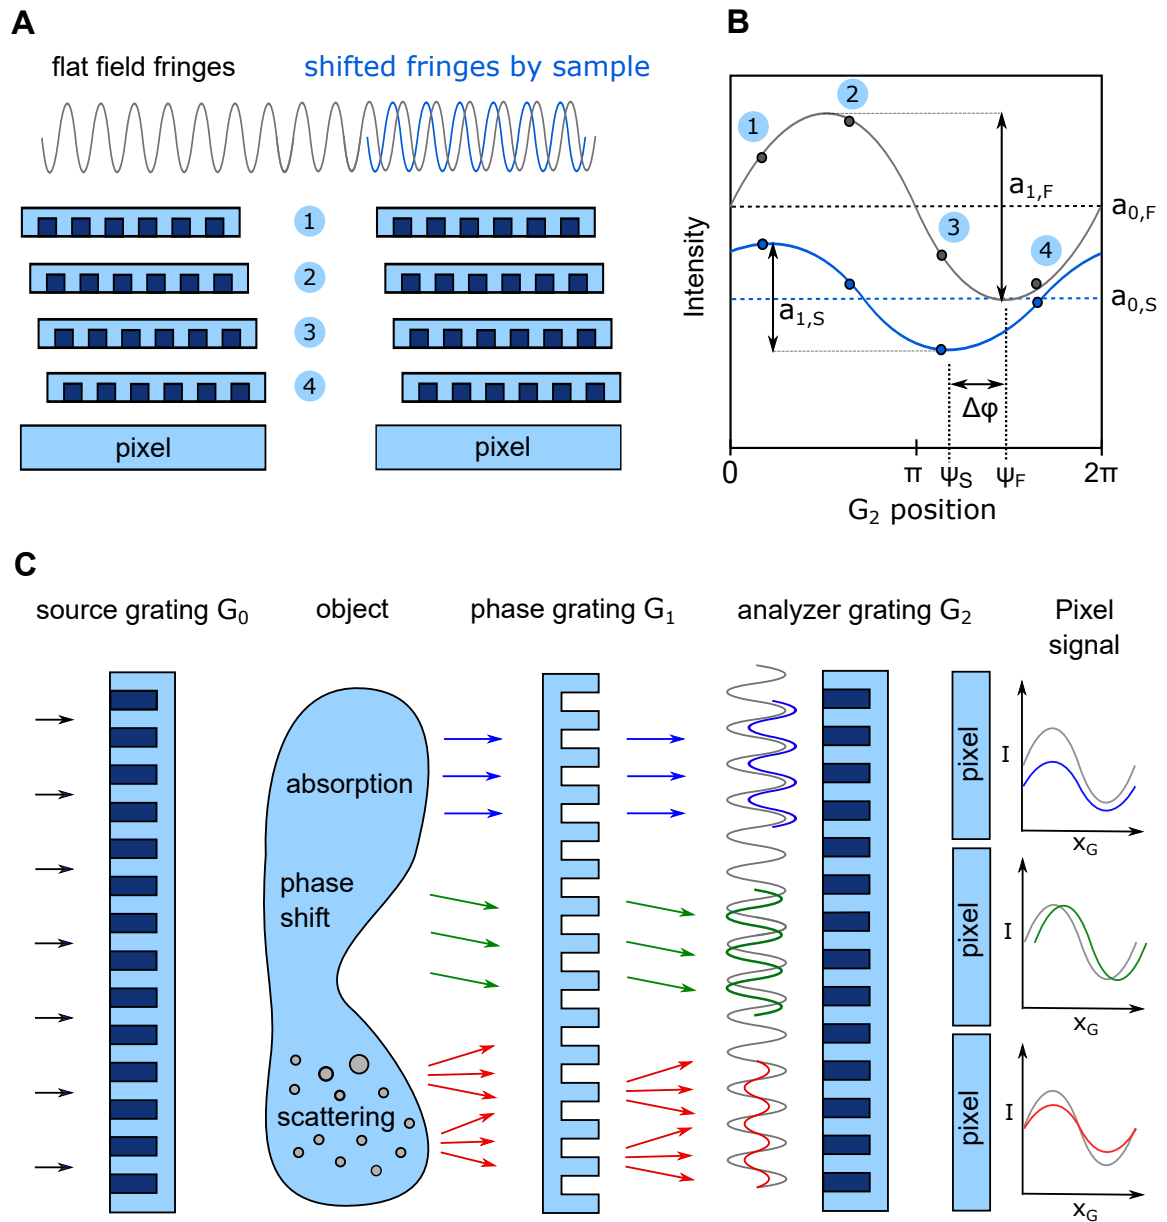 A
flat field fringes
shifted fringes by sample
1
2
3
4
pixel
pixel
B
Intensity
1
2
3
4
a1,F
a0,F
a1,S
a0,S
Δφ
0
π
ψS
ψF
2π
G2 position
C
source grating G0
object
phase grating G1
analyzer grating G2
Pixel
signal
absorption
phase
shift
scattering
pixel
I
xG
pixel
I
xG
pixel
I
xG